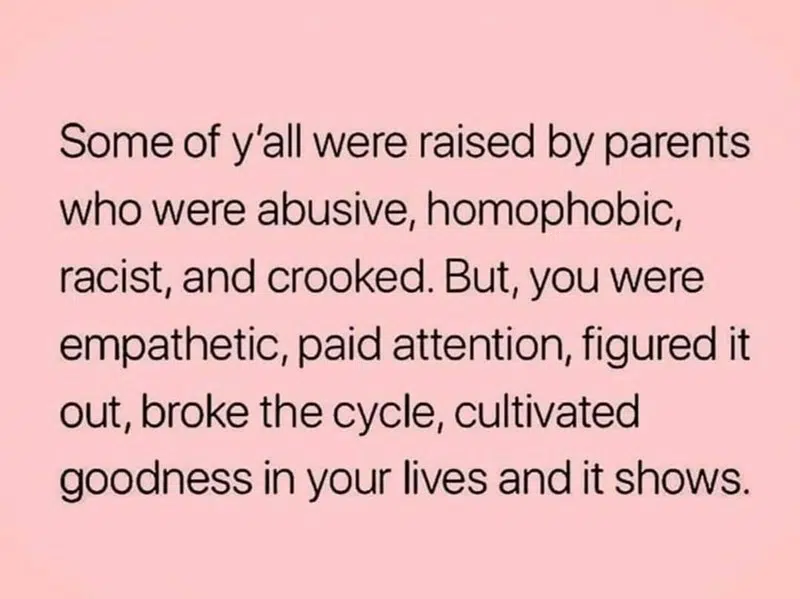 Some of y'all were raised by parents
who were abusive, homophobic,
racist, and crooked. But, you were
empathetic, paid attention, figured it
out, broke the cycle, cultivated
goodness in your lives and it shows.